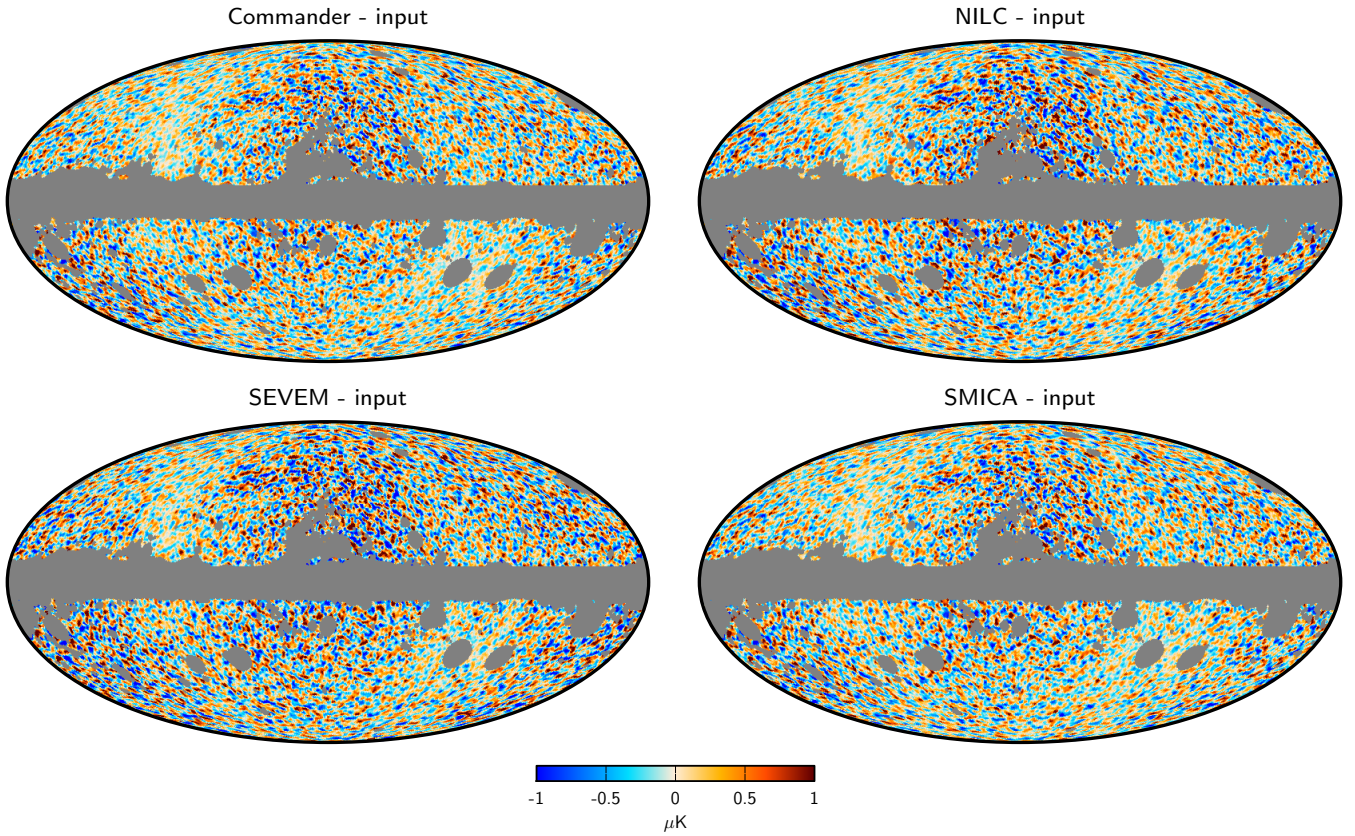 Commander - input
NILC - input
SEVEM - input
SMICA - input
-1 -0.5 0 0.5 1
μK